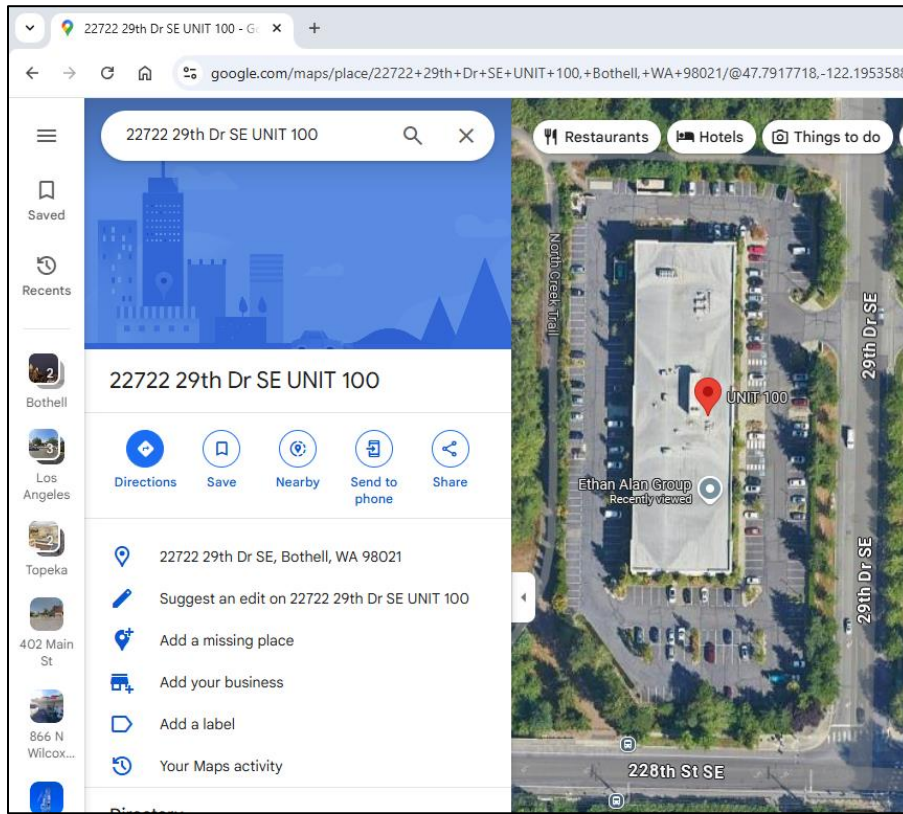 22722 29th Dr SE UNIT 100 - Go
google.com/maps/place/22722+29th+Dr+SE+UNIT+100,+Bothell,+WA+98021/@47.7917718,-122.1953588
22722 29th Dr SE UNIT 100
Saved
Recents
2
Bothell
3
Los
Angeles
2
Topeka
402 Main
St
866 N
Wilcox...
22722 29th Dr SE UNIT 100
Directions
Save
Nearby
Send to
phone
Share
22722 29th Dr SE, Bothell, WA 98021
Suggest an edit on 22722 29th Dr SE UNIT 100
Add a missing place
Add your business
Add a label
Your Maps activity
Directory
Restaurants
Hotels
Things to do
North Creek Trail
29th Dr SE
UNIT 100
Ethan Alan Group
Recently viewed
29th Dr SE
228th St SE